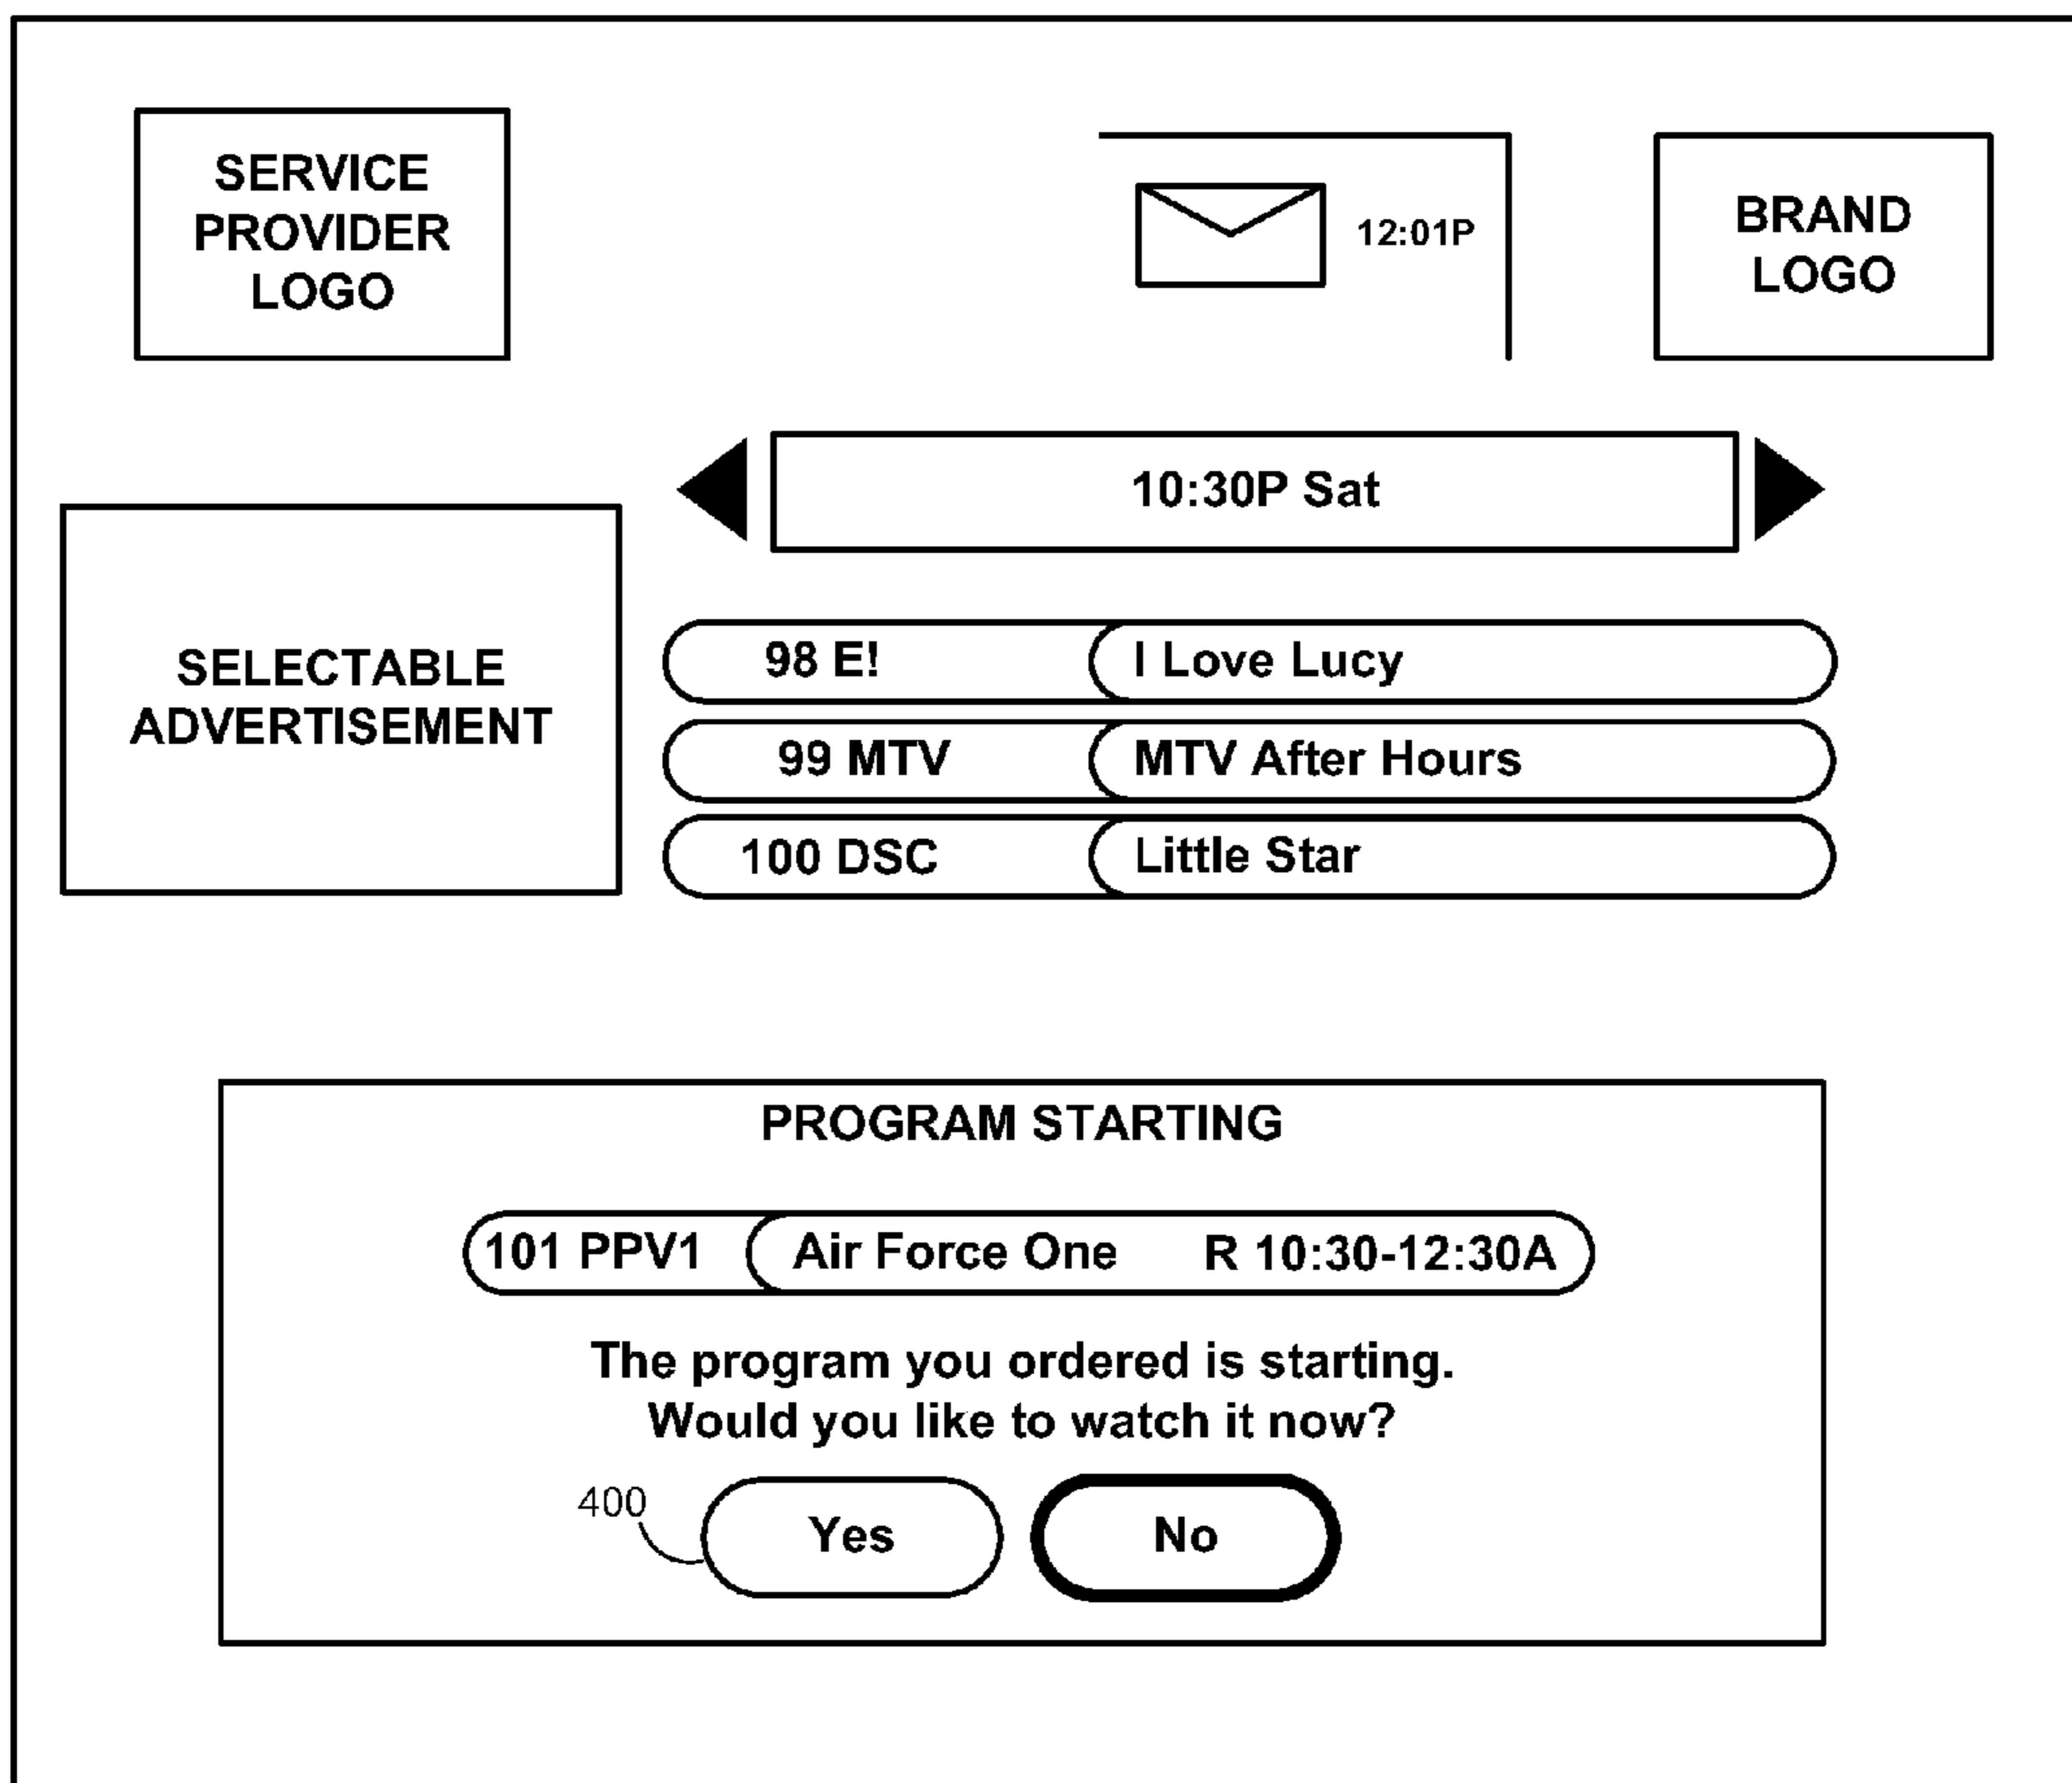 SERVICE
PROVIDER
LOGO
12:01P
BRAND
LOGO
10:30P Sat
SELECTABLE
ADVERTISEMENT
98 E! I Love Lucy
99 MTV MTV After Hours
100 DSC Little Star
PROGRAM STARTING
101 PPV1 Air Force One R 10:30-12:30A
The program you ordered is starting.
Would you like to watch it now?
400
Yes No